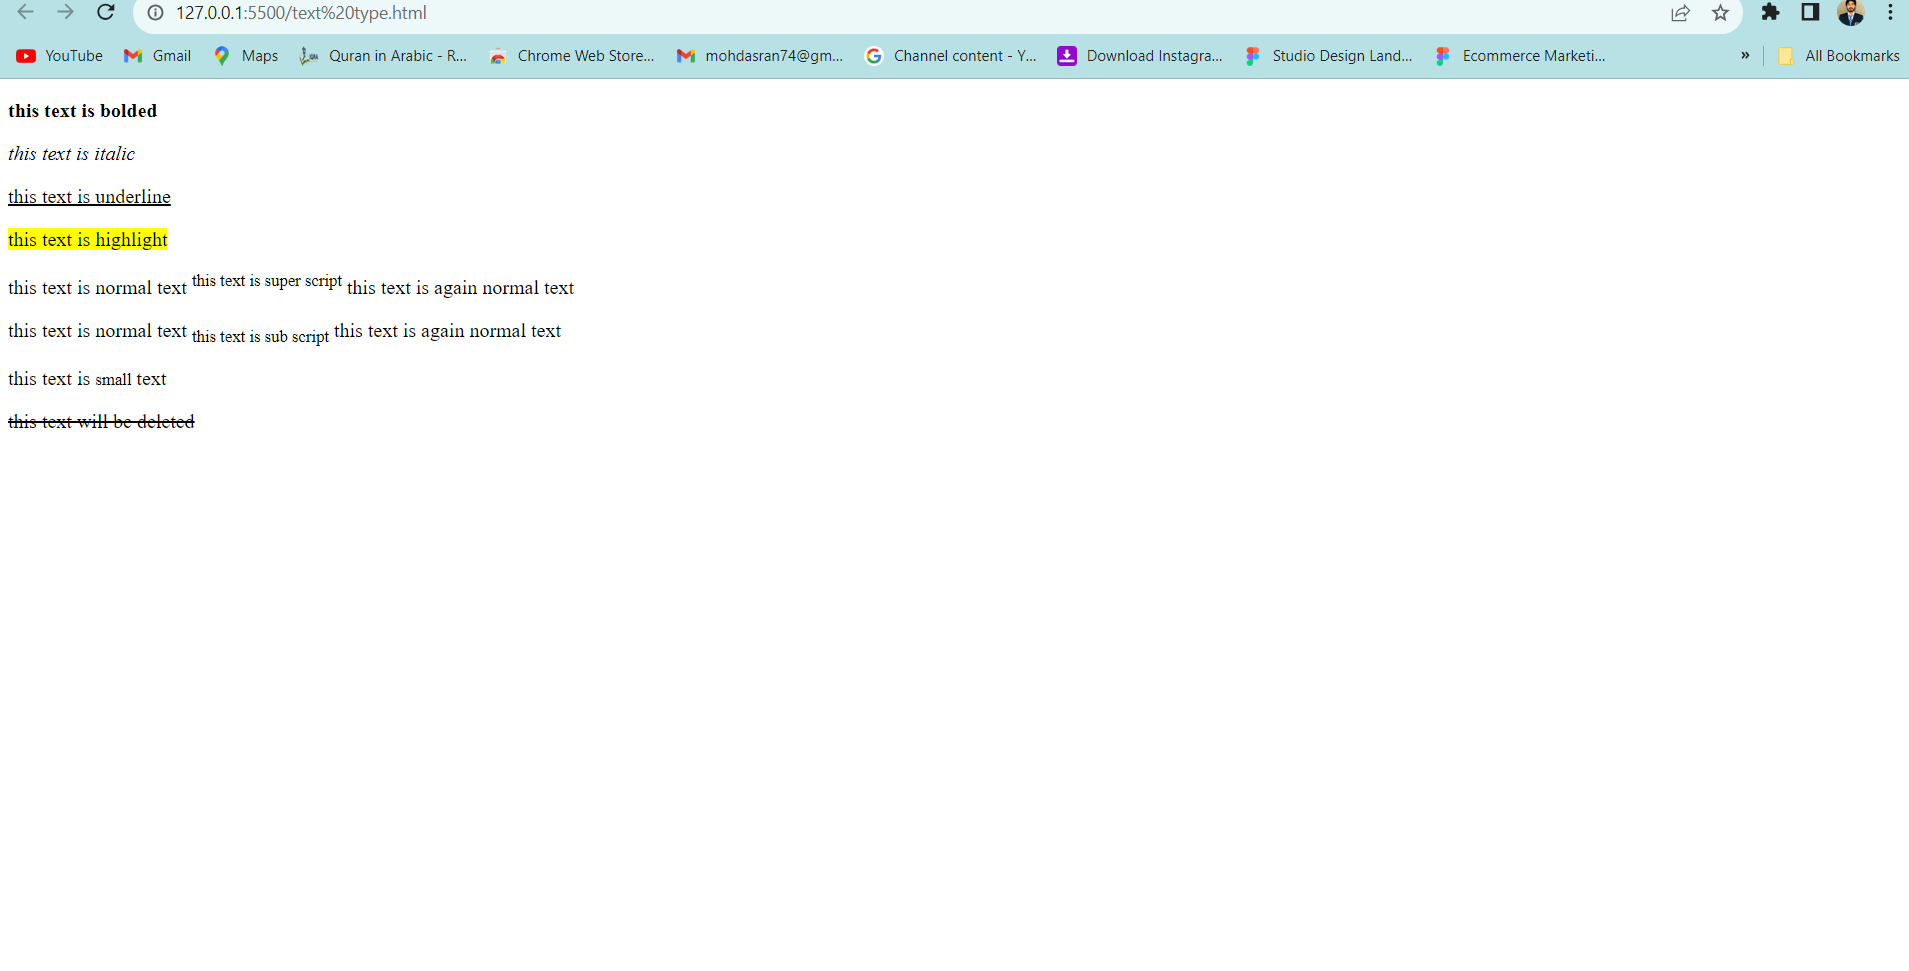 127.0.0.1:5500/text%20type.html
YouTube Gmail Maps Quran in Arabic - R... Chrome Web Store... mohdasran74@gm... Channel content - Y... Download Instagra... Studio Design Land... Ecommerce Marketi... » All Bookmarks
this text is bolded
this text is italic
this text is underline
this text is highlight
this text is normal text this text is super script this text is again normal text
this text is normal text this text is sub script this text is again normal text
this text is small text
this text will be deleted